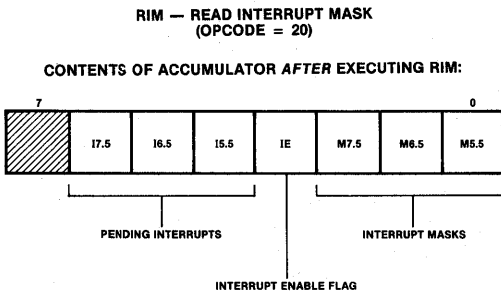 RIM — READ INTERRUPT MASK
(OPCODE = 20)
CONTENTS OF ACCUMULATOR AFTER EXECUTING RIM:
7 0
I7.5 I6.5 I5.5 IE M7.5 M6.5 M5.5
PENDING INTERRUPTS INTERRUPT MASKS
INTERRUPT ENABLE FLAG